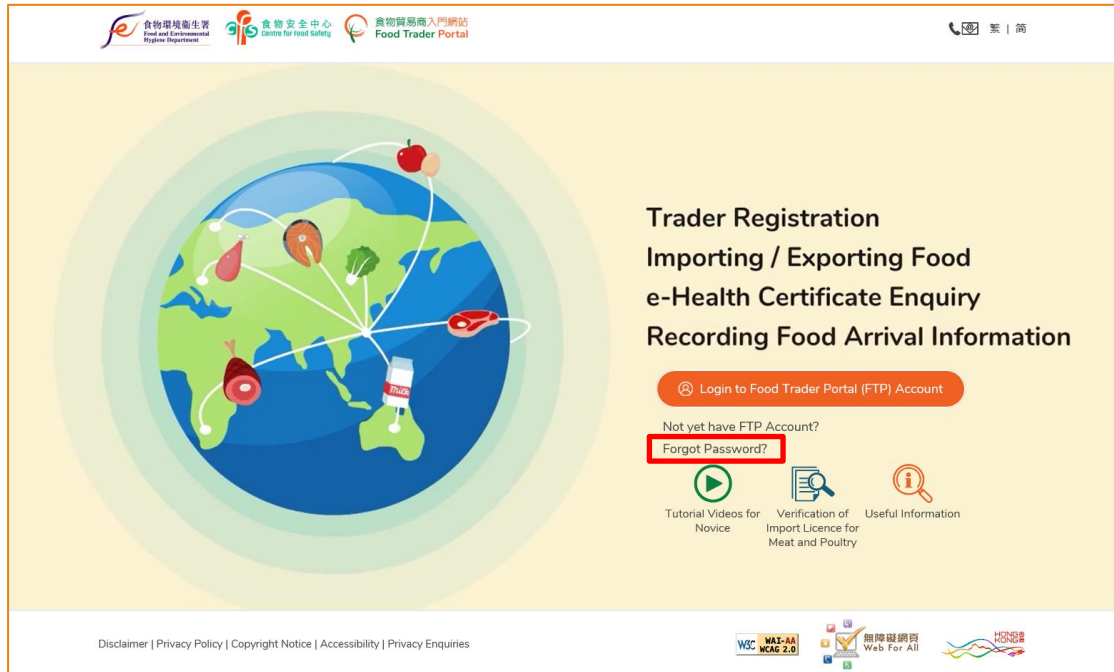 食物環境衞生署
Food and Environmental
Hygiene Department
cfs
食物安全中心
Centre for Food Safety
食物貿易商入門網站
Food Trader Portal
繁 | 简
Trader Registration
Importing / Exporting Food
e-Health Certificate Enquiry
Recording Food Arrival Information
Login to Food Trader Portal (FTP) Account
Not yet have FTP Account?
Forgot Password?
Tutorial Videos for
Novice
Verification of
Import Licence for
Meat and Poultry
Useful Information
Milk
Disclaimer | Privacy Policy | Copyright Notice | Accessibility | Privacy Enquiries
W3C WAI-AA
WCAG 2.0
無障礙網頁
Web For All
HONG
KONG